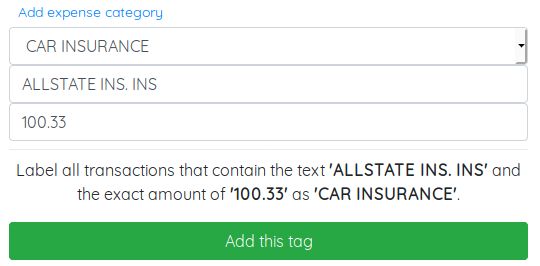 Add expense category
CAR INSURANCE
ALLSTATE INS. INS
100.33
Label all transactions that contain the text 'ALLSTATE INS. INS' and
the exact amount of '100.33' as 'CAR INSURANCE'.
Add this tag